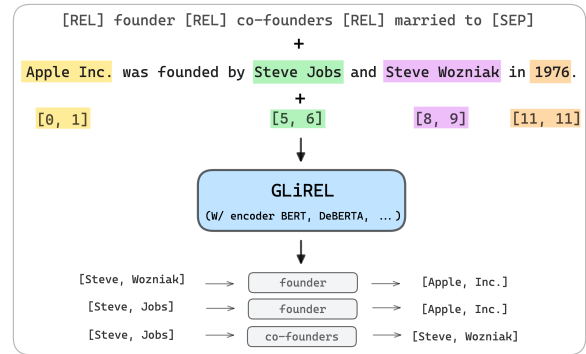 [REL] founder [REL] co-founders [REL] married to [SEP]
+
Apple Inc. was founded by Steve Jobs and Steve Wozniak in 1976.
+
[0, 1] [5, 6] [8, 9] [11, 11]
GLiREL
(W/ encoder BERT, DeBERTA, ...)
[Steve, Wozniak] founder [Apple, Inc.]
[Steve, Jobs] founder [Apple, Inc.]
[Steve, Jobs] co-founders [Steve, Wozniak]